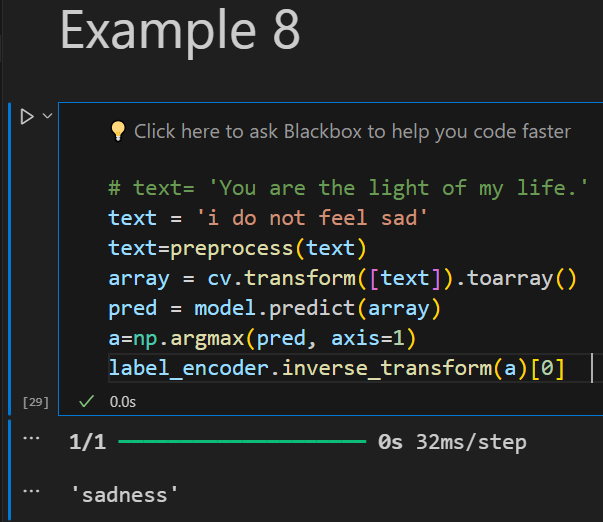 Example 8
Click here to ask Blackbox to help you code faster
# text= 'You are the light of my life.'
text = 'i do not feel sad'
text=preprocess(text)
array = cv.transform([text]).toarray()
pred = model.predict(array)
a=np.argmax(pred, axis=1)
label_encoder.inverse_transform(a)[0]
[29] 0.0s
1/1 0s 32ms/step
'sadness'